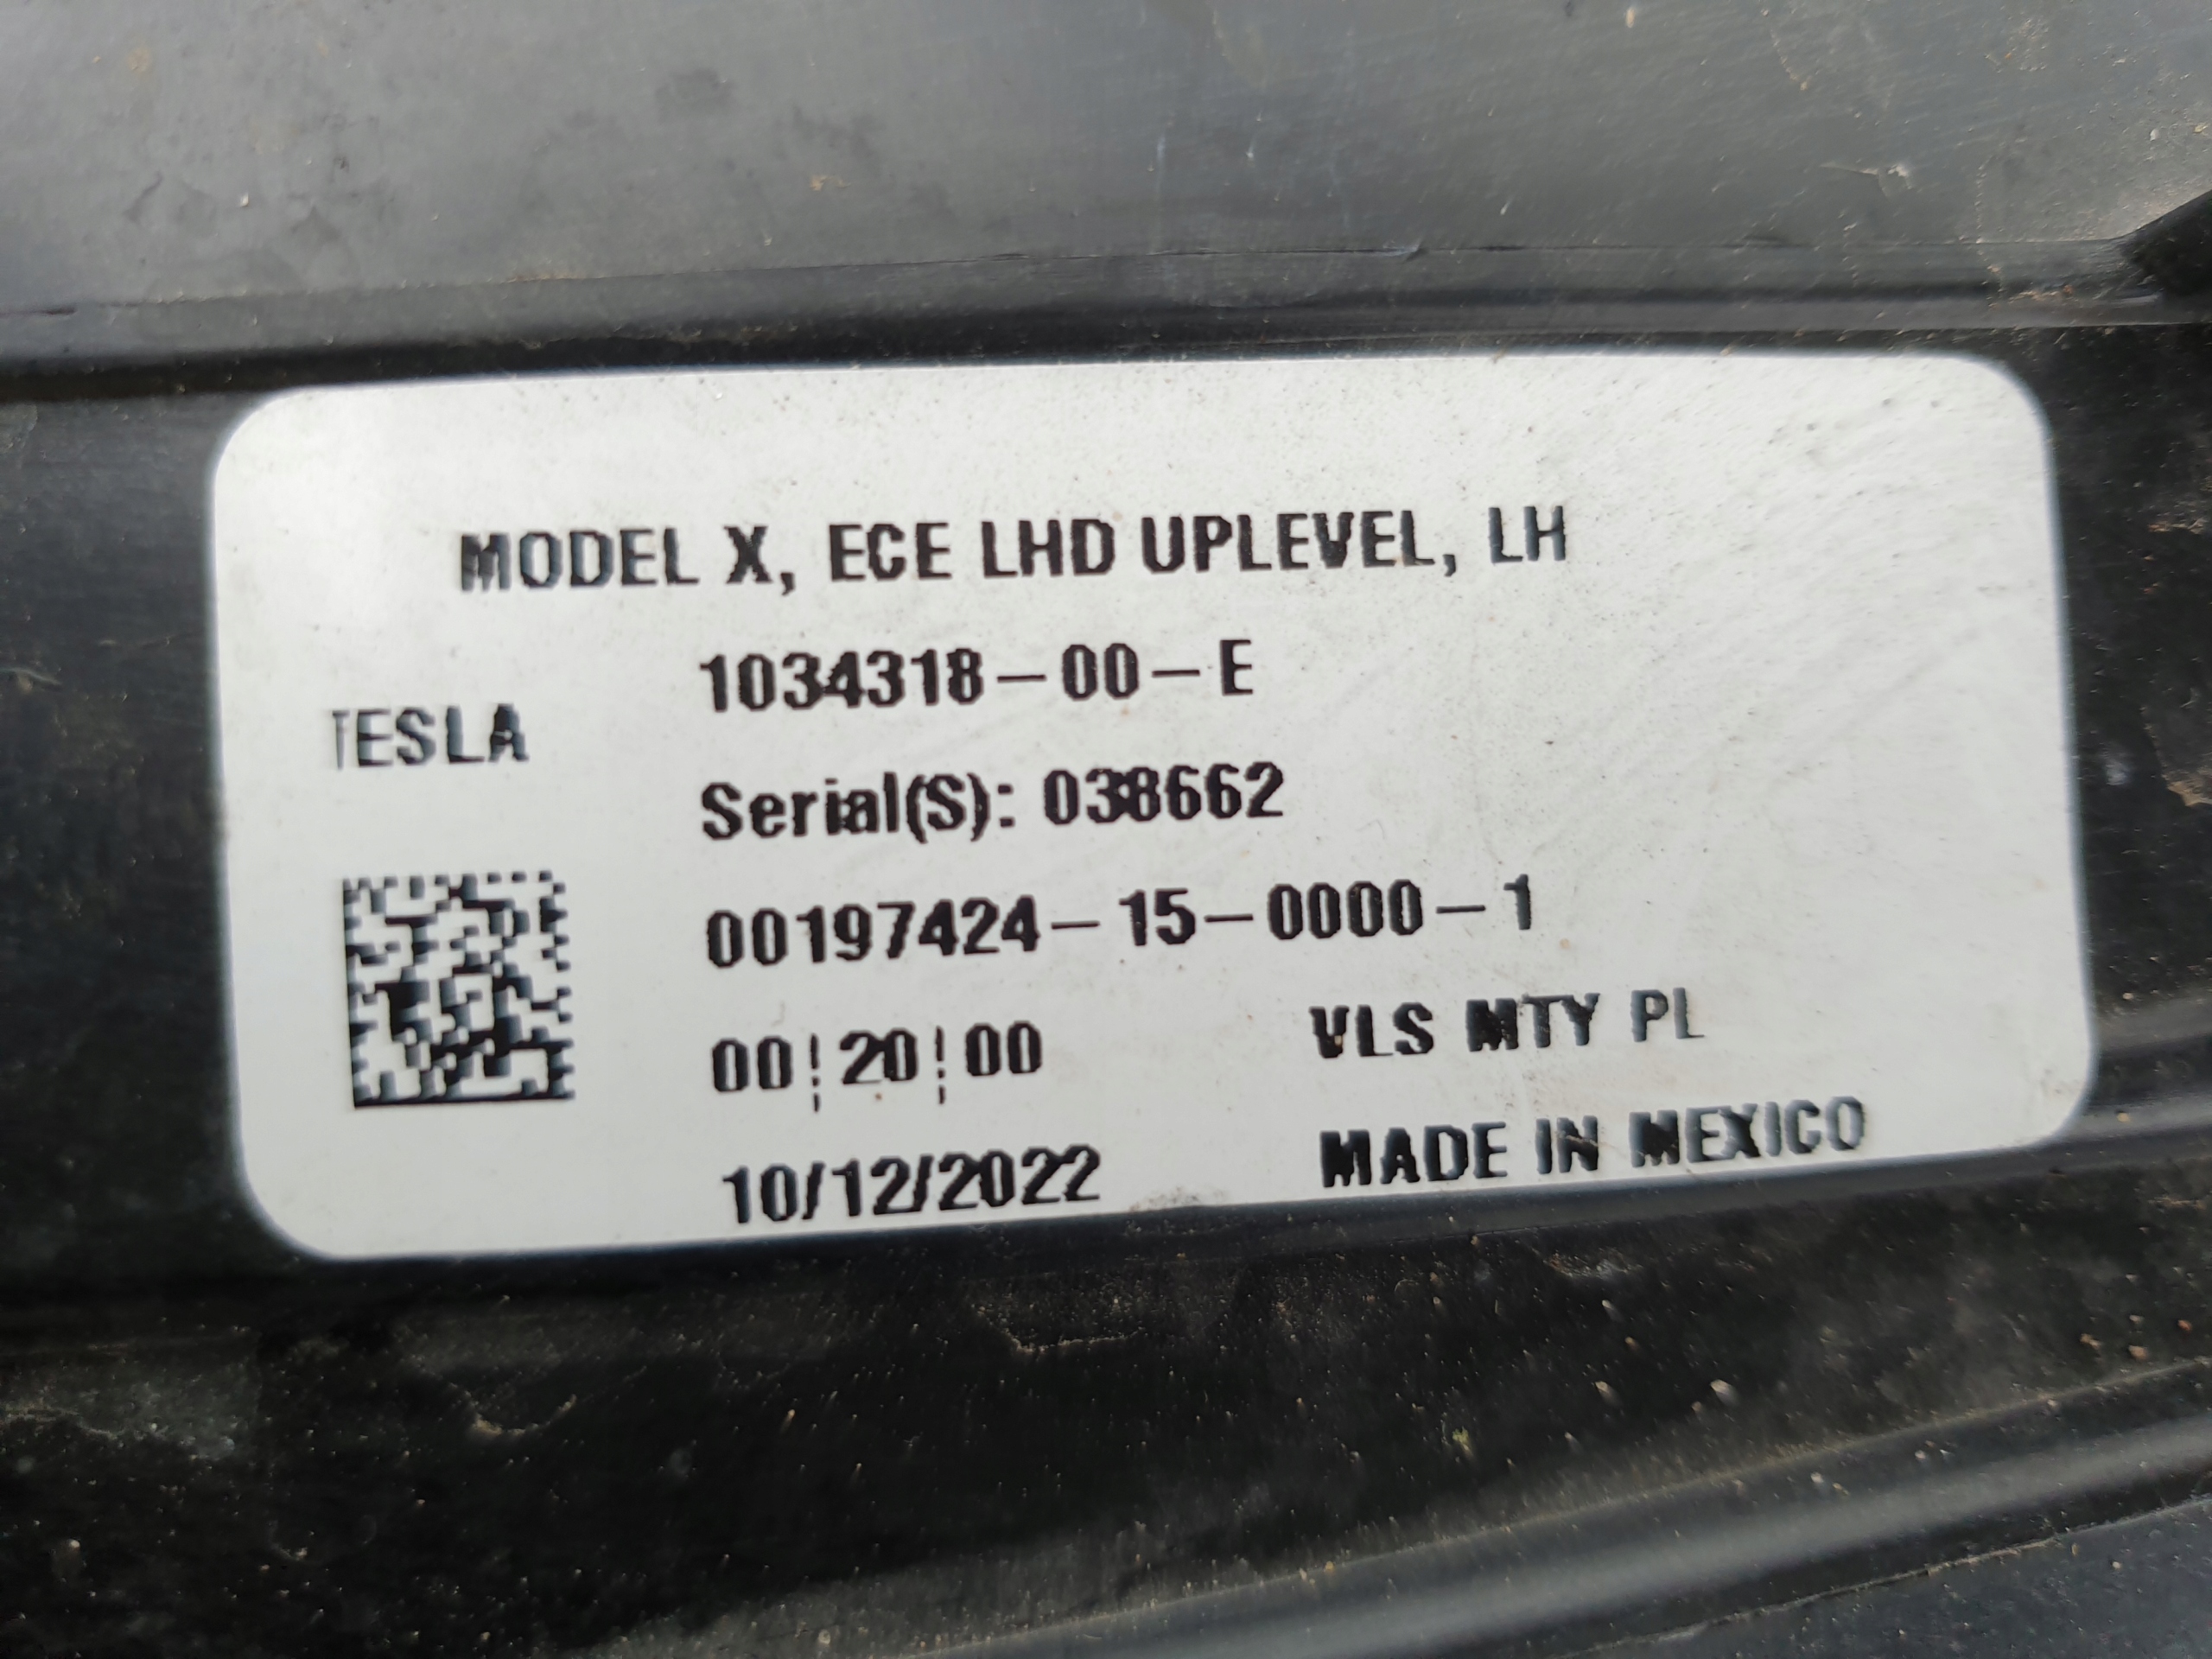 MODEL X, ECE LHD UPLEVEL, LH
1034318-00-E
TESLA
Serial(S): 038662
00197424-15-0000-1
00¦20¦00
VLS MTY PL
10/12/2022
MADE IN MEXICO